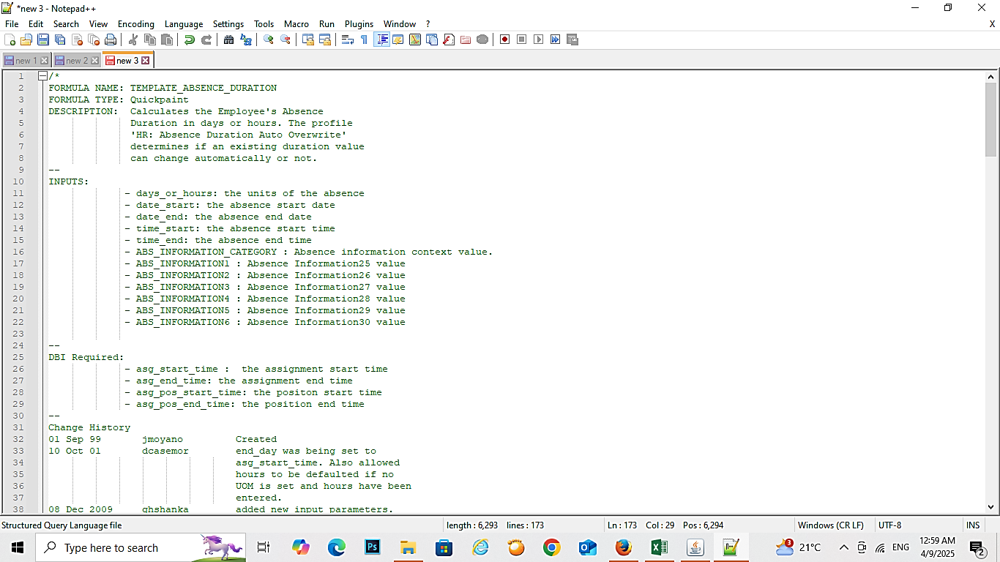 *new 3 - Notepad++
File Edit Search View Encoding Language Settings Tools Macro Run Plugins Window ? X
new 1 new 2 new 3
1 /*
2 FORMULA NAME: TEMPLATE_ABSENCE_DURATION
3 FORMULA TYPE: Quickpaint
4 DESCRIPTION: Calculates the Employee's Absence
5 Duration in days or hours. The profile
6 'HR: Absence Duration Auto Overwrite'
7 determines if an existing duration value
8 can change automatically or not.
9 --
10 INPUTS:
11 - days_or_hours: the units of the absence
12 - date_start: the absence start date
13 - date_end: the absence end date
14 - time_start: the absence start time
15 - time_end: the absence end time
16 - ABS_INFORMATION_CATEGORY : Absence information context value.
17 - ABS_INFORMATION1 : Absence Information25 value
18 - ABS_INFORMATION2 : Absence Information26 value
19 - ABS_INFORMATION3 : Absence Information27 value
20 - ABS_INFORMATION4 : Absence Information28 value
21 - ABS_INFORMATION5 : Absence Information29 value
22 - ABS_INFORMATION6 : Absence Information30 value
23
24 --
25 DBI Required:
26 - asg_start_time : the assignment start time
27 - asg_end_time: the assignment end time
28 - asg_pos_start_time: the positon start time
29 - asg_pos_end_time: the position end time
30 --
31 Change History
32 01 Sep 99 jmoyano Created
33 10 Oct 01 dcasemor end_day was being set to
34 asg_start_time. Also allowed
35 hours to be defaulted if no
36 UOM is set and hours have been
37 entered.
38 08 Dec 2009 ghshanka added new input parameters.
Structured Query Language file length : 6,293 lines : 173 Ln : 173 Col : 29 Pos : 6,294 Windows (CR LF) UTF-8 INS
Type here to search Ps 3 21°C ENG 12:59 AM 4/9/2025 2